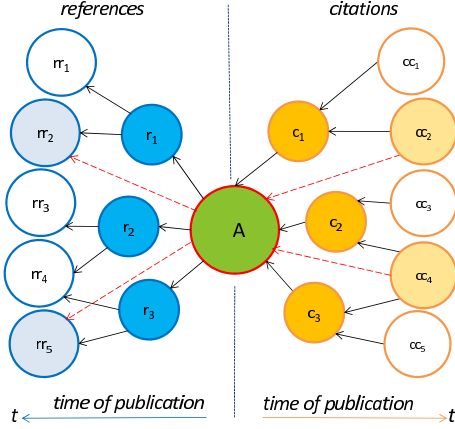 references
citations
rr1
cc1
rr2
r1
c1
cc2
rr3
r2
A
c2
cc3
rr4
cc4
r3
c3
rr5
cc5
time of publication
time of publication
t
t